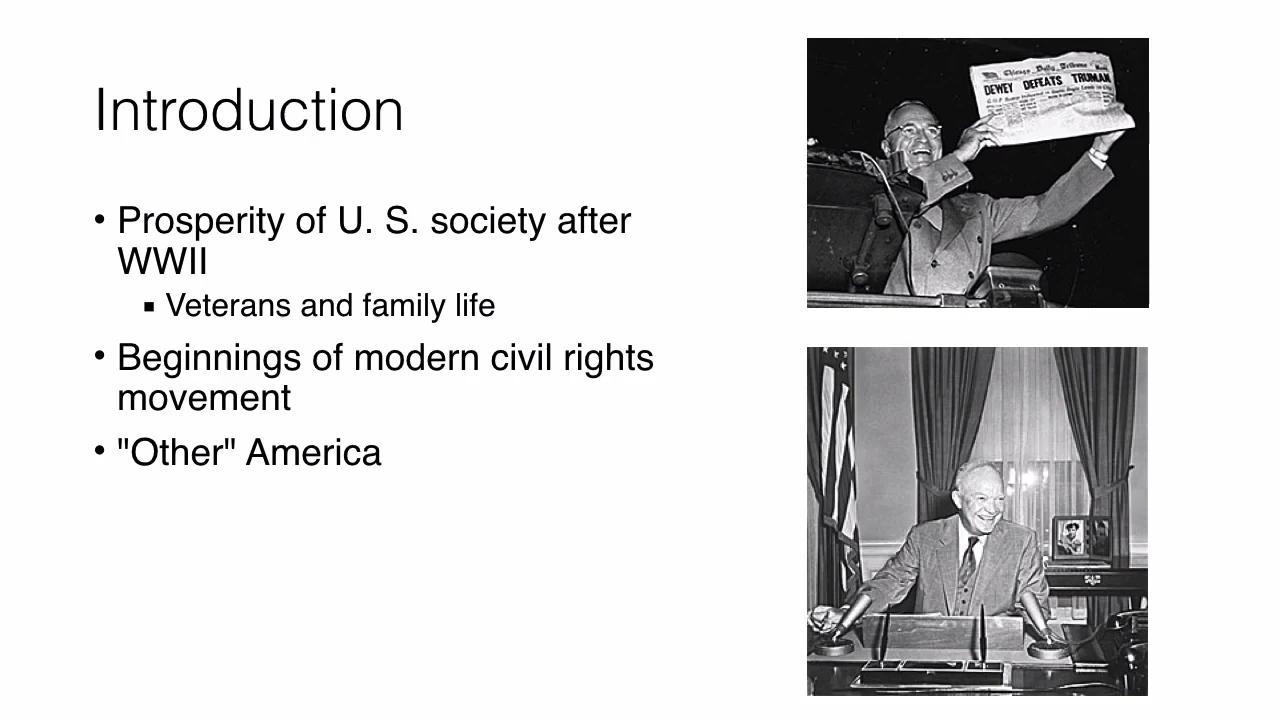 Introduction
• Prosperity of U. S. society after
WWII
▪ Veterans and family life
• Beginnings of modern civil rights
movement
• "Other" America
Chicago Daily Tribune
DEWEY DEFEATS TRUMAN